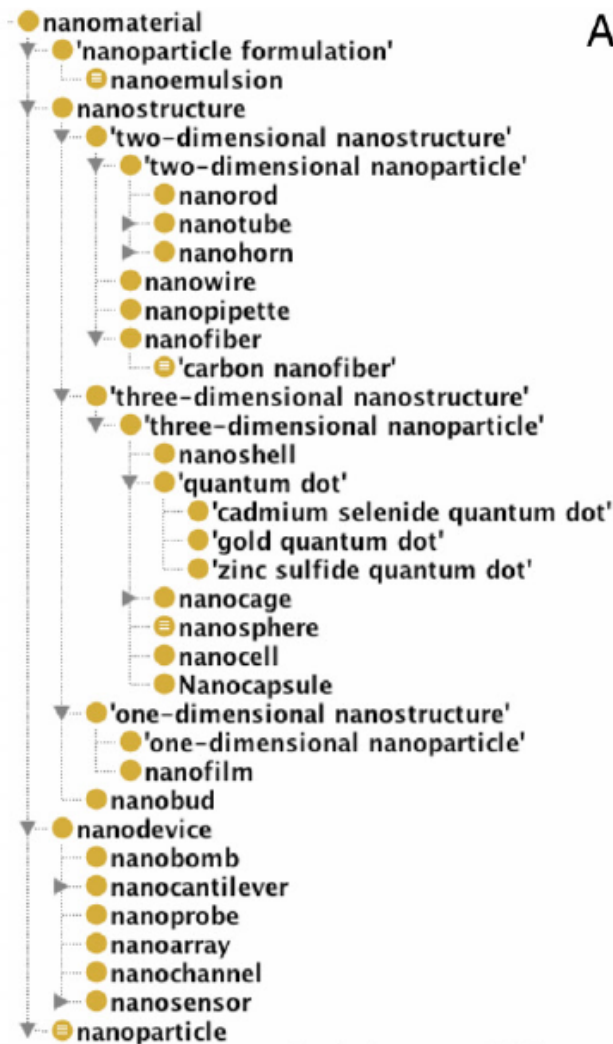 nanomaterial
A
'nanoparticle formulation'
nanoemulsion
nanostructure
'two-dimensional nanostructure'
'two-dimensional nanoparticle'
nanorod
nanotube
nanohorn
nanowire
nanopipette
nanofiber
'carbon nanofiber'
'three-dimensional nanostructure'
'three-dimensional nanoparticle'
nanoshell
'quantum dot'
'cadmium selenide quantum dot'
'gold quantum dot'
'zinc sulfide quantum dot'
nanocage
nanosphere
nanocell
Nanocapsule
'one-dimensional nanostructure'
'one-dimensional nanoparticle'
nanofilm
nanobud
nanodevice
nanobomb
nanocantilever
nanoprobe
nanoarray
nanochannel
nanosensor
nanoparticle